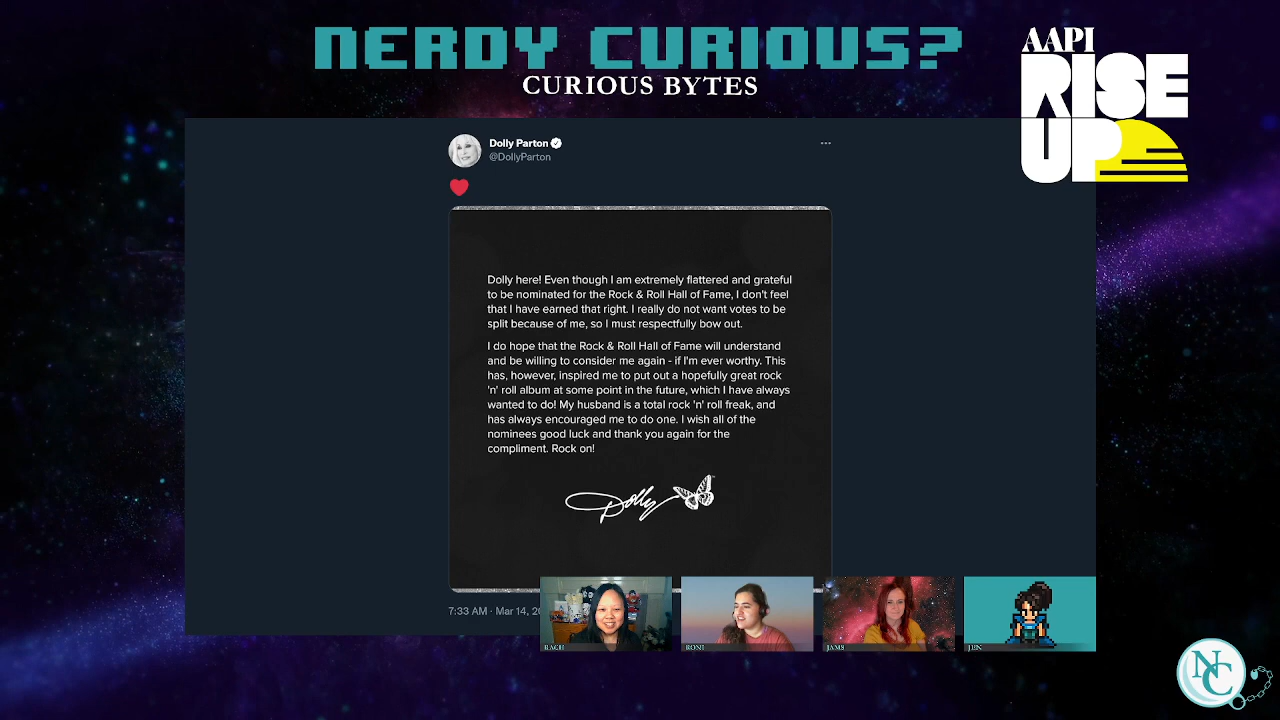 NERDY CURIOUS?
CURIOUS BYTES
AAPI
RISE
UP
Dolly Parton
@DollyParton
Dolly here! Even though I am extremely flattered and grateful
to be nominated for the Rock & Roll Hall of Fame, I don't feel
that I have earned that right. I really do not want votes to be
split because of me, so I must respectfully bow out.
I do hope that the Rock & Roll Hall of Fame will understand
and be willing to consider me again - if I'm ever worthy. This
has, however, inspired me to put out a hopefully great rock
'n' roll album at some point in the future, which I have always
wanted to do! My husband is a total rock 'n' roll freak, and
has always encouraged me to do one. I wish all of the
nominees good luck and thank you again for the
compliment. Rock on!
Dolly
7:33 AM · Mar 14, 20
RACH
RONI
JAMS
JEN
NC